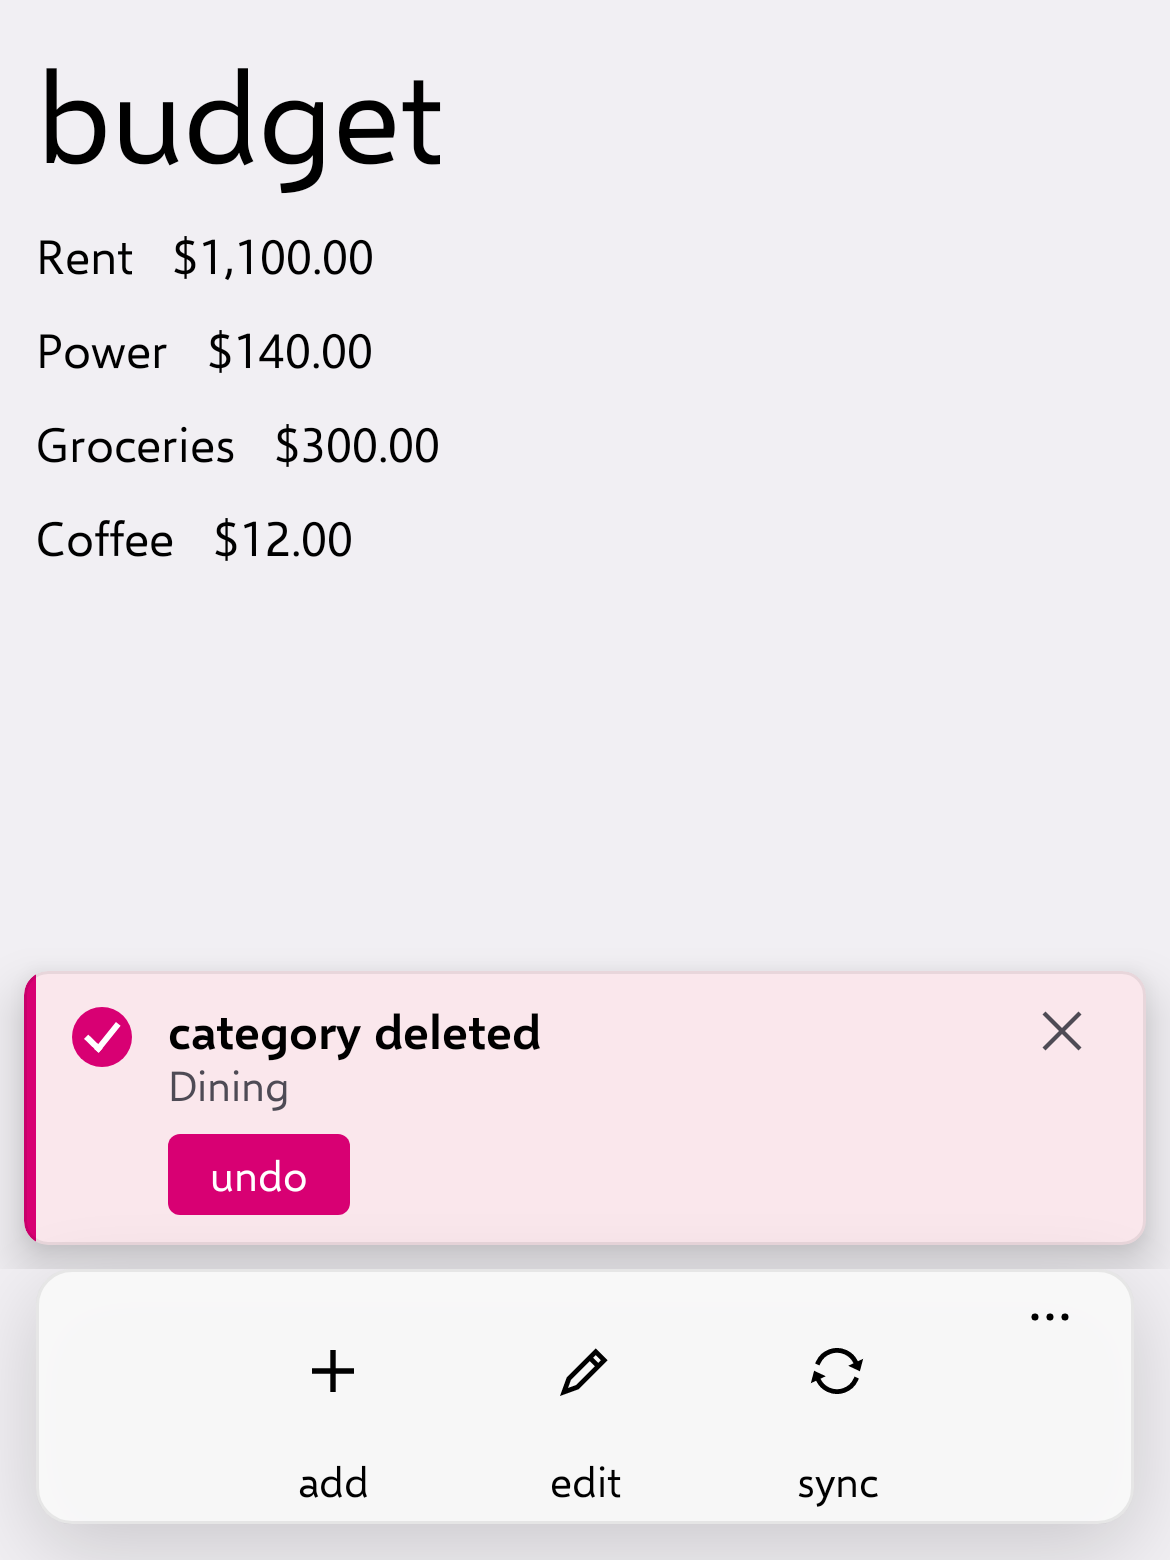 budget
Rent $1,100.00
Power $140.00
Groceries $300.00
Coffee $12.00
category deleted
Dining
undo
add edit sync